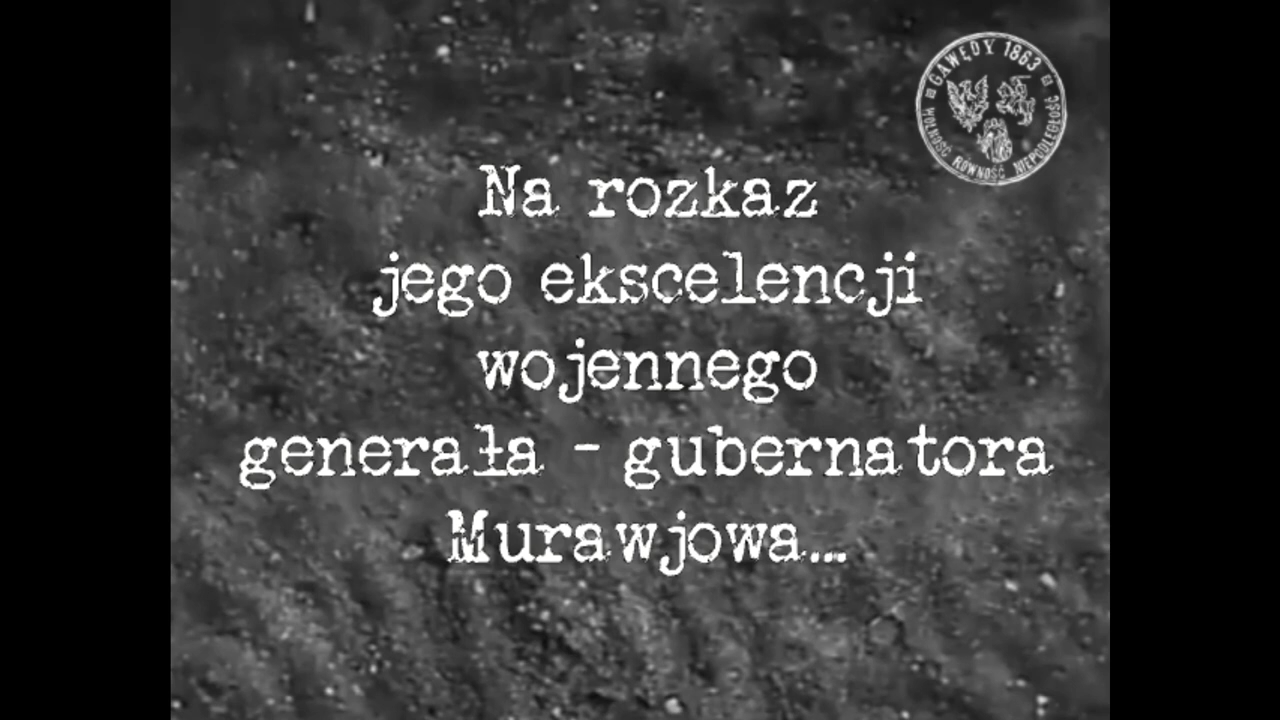 GAWĘDY 1863
WOLNOŚĆ RÓWNOŚĆ NIEPODLEGŁOŚĆ
Na rozkaz
jego ekscelencji
wojennego
generała - gubernatora
Murawjowa...